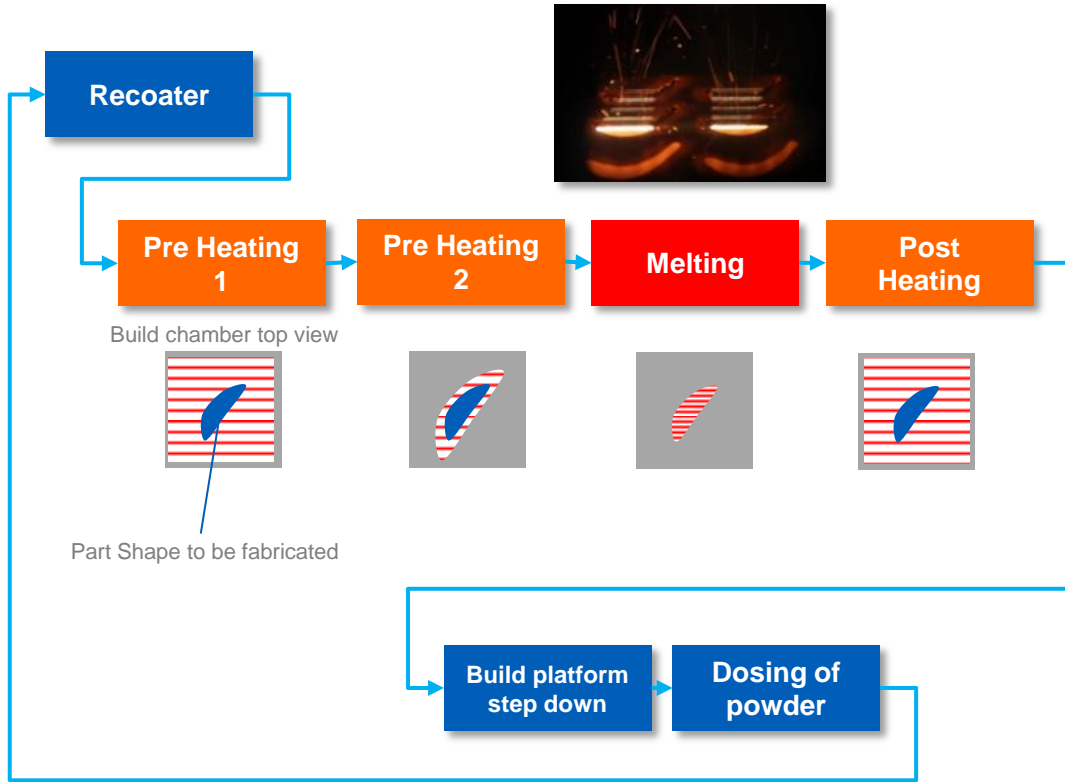 Recoater
Pre Heating
1
Pre Heating
2
Melting
Post
Heating
Build chamber top view
Part Shape to be fabricated
Build platform
step down
Dosing of
powder